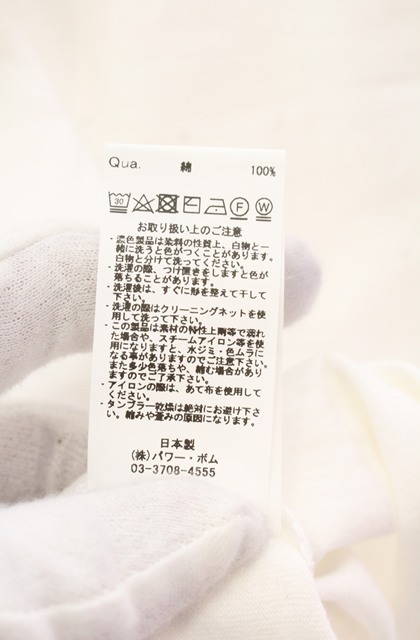 Qua. 綿 100%
30 F W
お取り扱い上のご注意
・濃色製品は染料の性質上、白物と一
緒に洗うと色がつくことがあります。
白物と分けて洗ってください。
・洗濯の際、つけ置きをしますと色が
落ちることがあります。
・洗濯後は、すぐに形を整えて干して
下さい。
・洗濯の際はクリーニングネットを使
用して洗って下さい。
・この製品は素材の特性上雨等で濡れ
た場合や、スチームアイロン等を使
用になりますと、水ジミ・色ムラに
なる事がありますのでご注意下さい。
また多少色落ちや、縮む場合があり
ますのでご了承下さい。
・アイロンの際は、あて布を使用して
ください。
・タンブラー乾燥は絶対にお避け下さ
い。縮みや歪みの原因になります。
日本製
(株)パワー・ボム
03-3708-4555